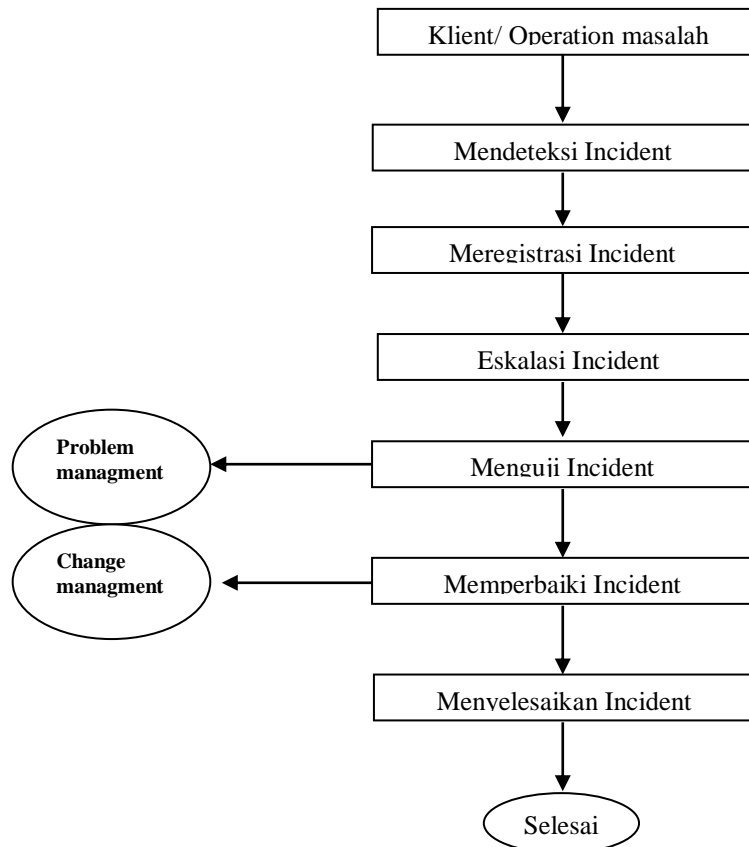 Klient/ Operation masalah
Mendeteksi Incident
Meregistrasi Incident
Eskalasi Incident
Problem
managment
Menguji Incident
Change
managment
Memperbaiki Incident
Menyelesaikan Incident
Selesai